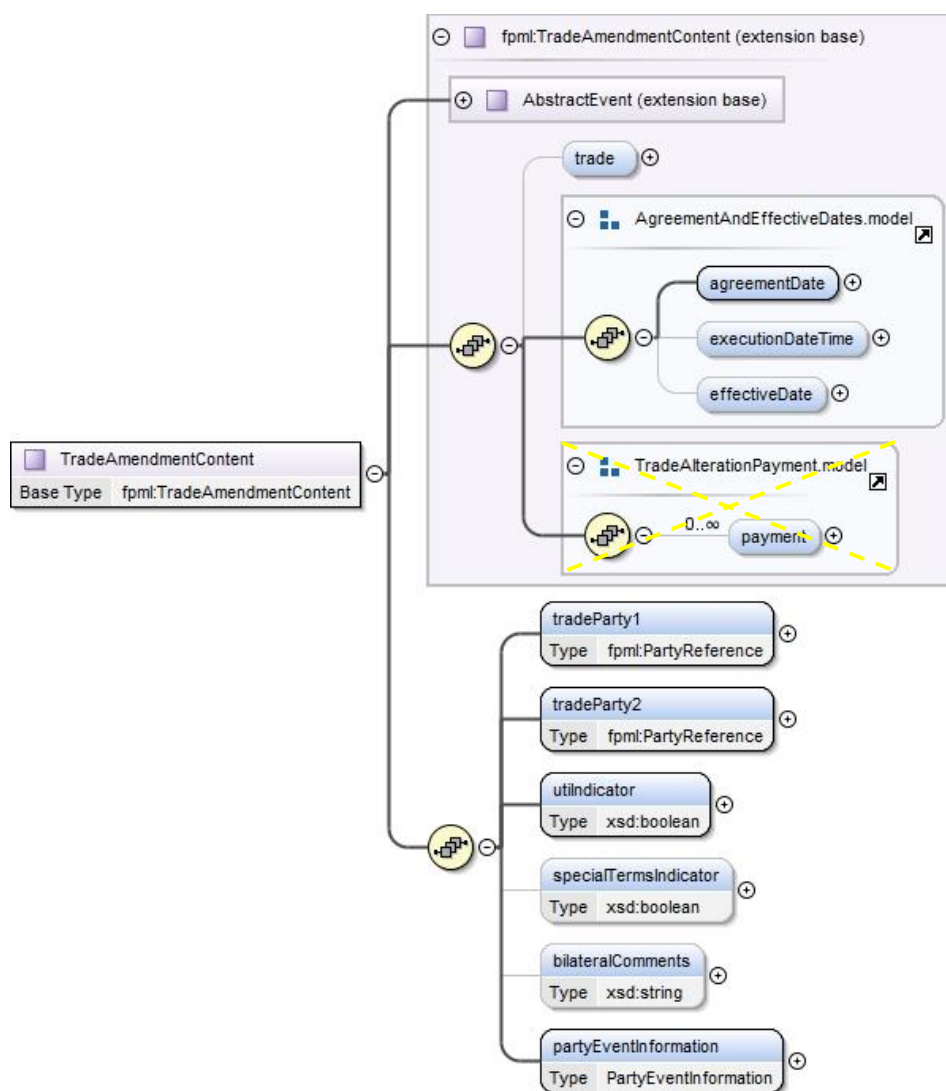 fpml:TradeAmendmentContent (extension base)
AbstractEvent (extension base)
trade
AgreementAndEffectiveDates.model
agreementDate
executionDateTime
effectiveDate
TradeAmendmentContent
Base Type fpml:TradeAmendmentContent
TradeAlterationPayment.model
0..∞
payment
tradeParty1
Type fpml:PartyReference
tradeParty2
Type fpml:PartyReference
utiIndicator
Type xsd:boolean
specialTermsIndicator
Type xsd:boolean
bilateralComments
Type xsd:string
partyEventInformation
Type PartyEventInformation